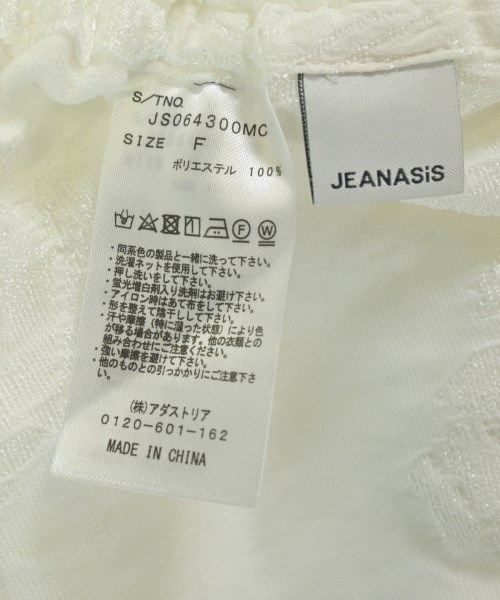 S/TNO.
JS064300MC
SIZE F
ポリエステル 100%
・同系色の製品と一緒に洗って下さい。
・洗濯ネットを使用して下さい。
・押し洗いをして下さい。
・蛍光増白剤入り洗剤はお避け下さい。
・アイロン時はあて布をして下さい。
・形を整えて陰干しして下さい。
・汗や摩擦（特に湿った状態）により色
が移る場合があります。他の衣類との
組み合わせにご注意ください。
・強い摩擦を避けて下さい。
・他のものとの引っかかりにご注意下さ
い。
(株)アダストリア
0120-601-162
MADE IN CHINA
JEANASiS